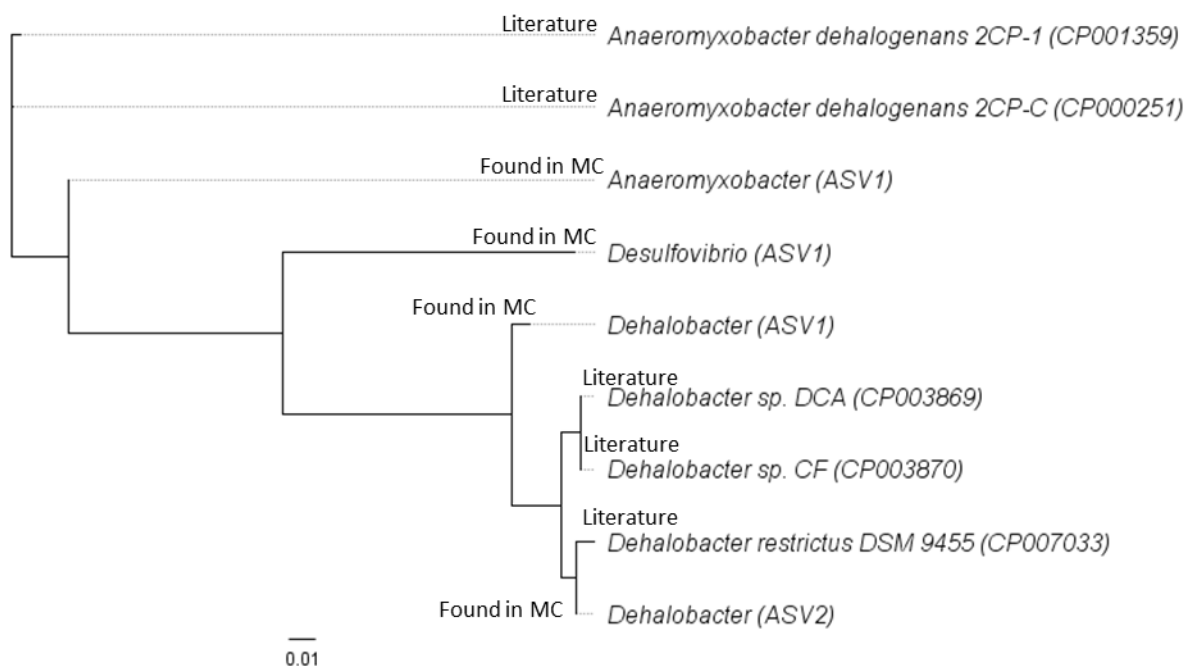 Literature
Anaeromyxobacter dehalogenans 2CP-1 (CP001359)
Literature
Anaeromyxobacter dehalogenans 2CP-C (CP000251)
Found in MC
Anaeromyxobacter (ASV1)
Found in MC
Desulfovibrio (ASV1)
Found in MC
Dehalobacter (ASV1)
Literature
Dehalobacter sp. DCA (CP003869)
Literature
Dehalobacter sp. CF (CP003870)
Literature
Dehalobacter restrictus DSM 9455 (CP007033)
Found in MC
Dehalobacter (ASV2)
0.01